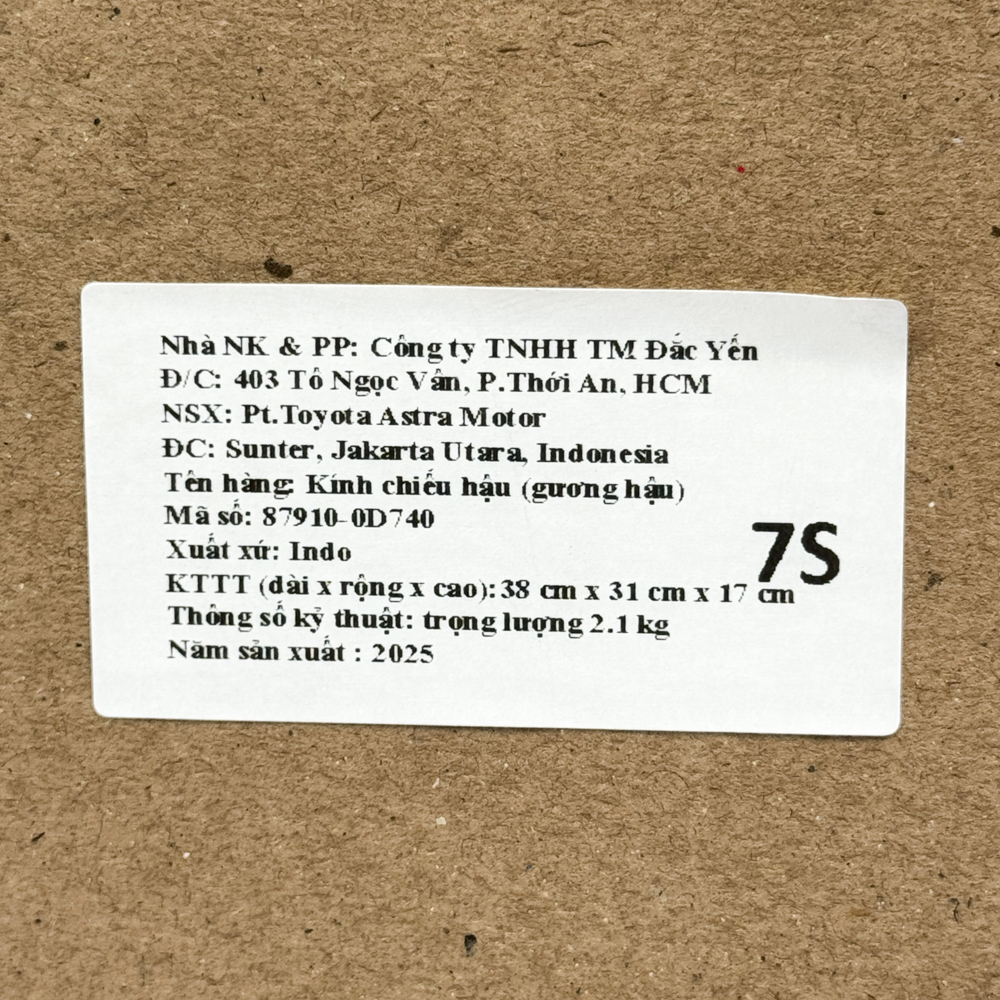 Nhà NK & PP: Công ty TNHH TM Đắc Yến
Đ/C: 403 Tô Ngọc Vân, P.Thới An, HCM
NSX: Pt.Toyota Astra Motor
ĐC: Sunter, Jakarta Utara, Indonesia
Tên hàng: Kính chiếu hậu (gương hậu)
Mã số: 87910-0D740
Xuất xứ: Indo
7S
KTTT (dài x rộng x cao): 38 cm x 31 cm x 17 cm
Thông số kỷ thuật: trọng lượng 2.1 kg
Năm sản xuất : 2025